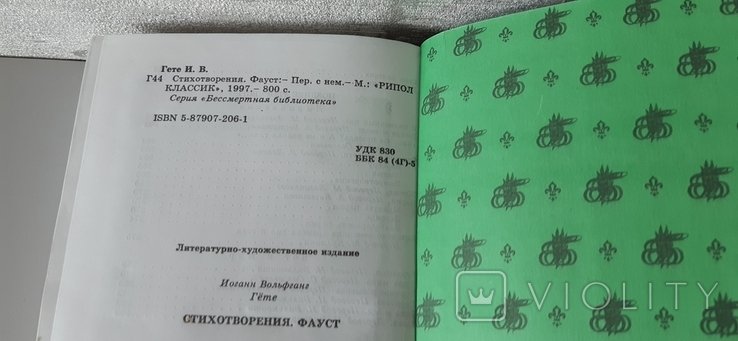 Гете И. В.
Г44 Стихотворения. Фауст:– Пер. с нем.– М.: «РИПОЛ
КЛАССИК», 1997.– 800 с.
Серия «Бессмертная библиотека»
ISBN 5-87907-206-1
УДК 830
ББК 84 (4Г)-5
Литературно-художественное издание
Иоганн Вольфганг
Гёте
СТИХОТВОРЕНИЯ. ФАУСТ
VIOLITY